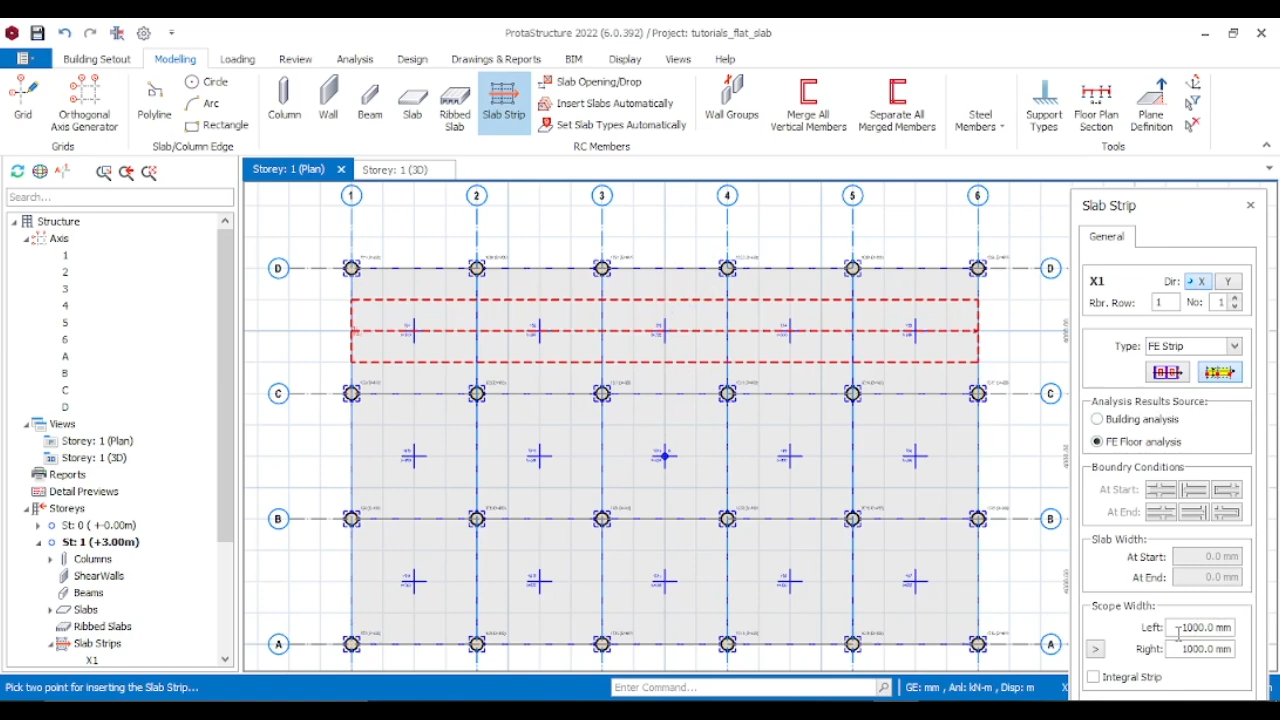 ProtaStructure 2022 (6.0.392) / Project: tutorials_flat_slab
Building Setout Modelling Loading Review Analysis Design Drawings & Reports BIM Display Views Help
Grid
Orthogonal Axis Generator
Grids
Polyline
Circle
Arc
Rectangle
Slab/Column Edge
Column
Wall
Beam
Slab
Ribbed Slab
Slab Strip
Slab Opening/Drop
Insert Slabs Automatically
Set Slab Types Automatically
RC Members
Wall Groups
Merge All Vertical Members
Separate All Merged Members
Steel Members
Support Types
Floor Plan Section
Plane Definition
Tools
Storey: 1 (Plan)
Storey: 1 (3D)
Search...
Structure
Axis
1
2
3
4
5
6
A
B
C
D
Views
Storey: 1 (Plan)
Storey: 1 (3D)
Reports
Detail Previews
Storeys
St: 0 ( +-0.00m)
St: 1 (+3.00m)
Columns
ShearWalls
Beams
Slabs
Ribbed Slabs
Slab Strips
X1
1 2 3 4 5 6
D D
C C
B B
A A
Slab Strip
General
X1 Dir: X Y
Rbr. Row: 1 No: 1
Type: FE Strip
Analysis Results Source:
Building analysis
FE Floor analysis
Boundry Conditions
At Start:
At End:
Slab Width:
At Start: 0.0 mm
At End: 0.0 mm
Scope Width:
Left: 1000.0 mm
> Right: 1000.0 mm
Integral Strip
Pick two point for inserting the Slab Strip...
Enter Command...
GE: mm , Anl: kN-m , Disp: m